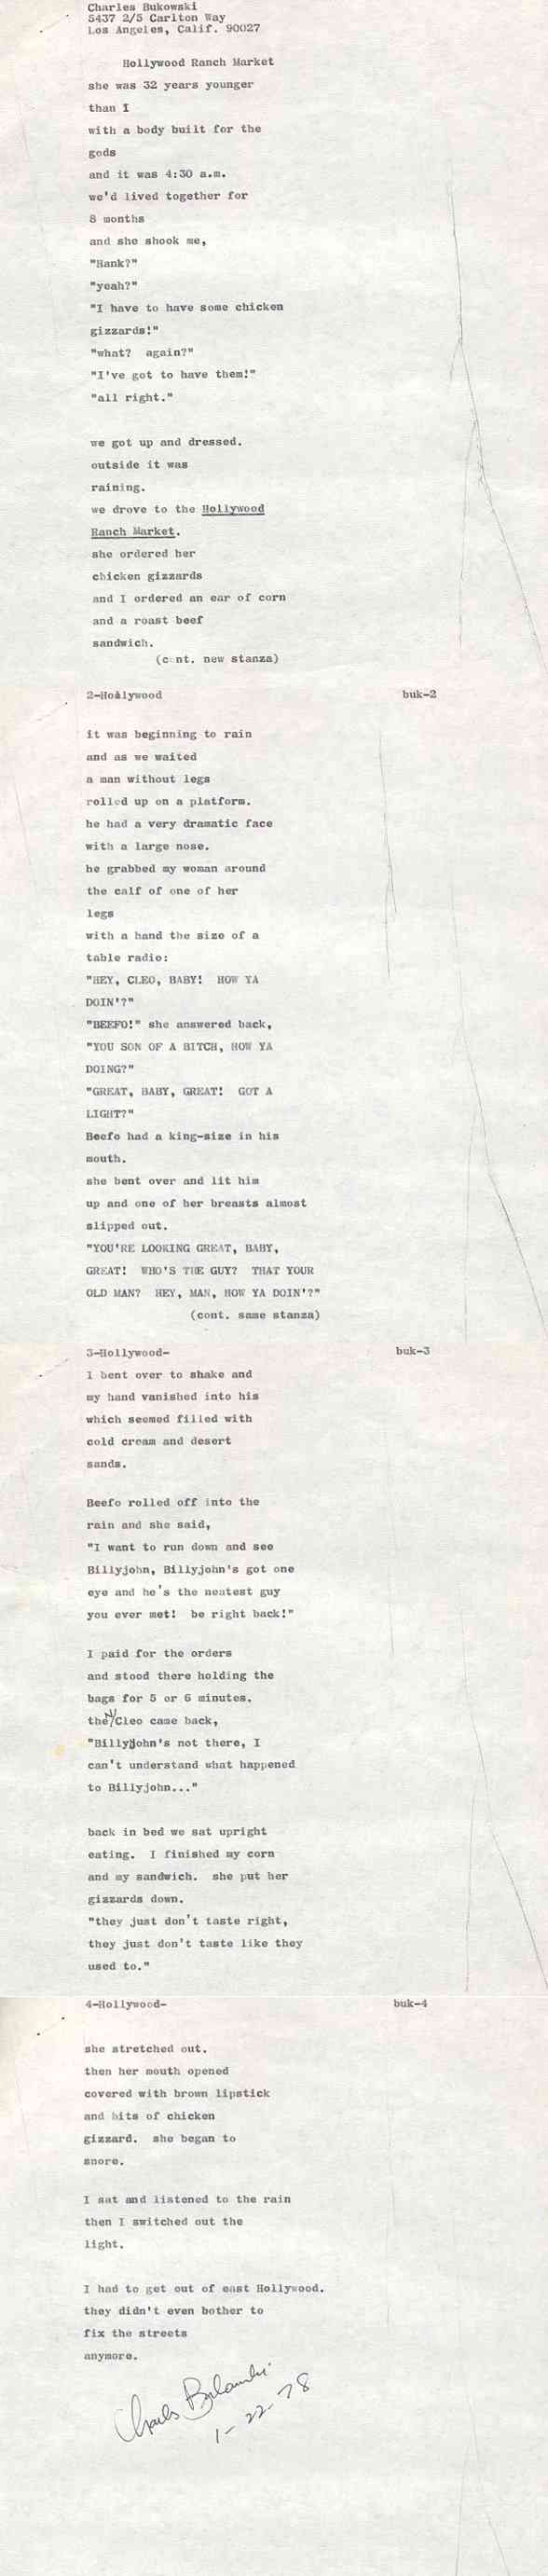 Charles Bukowski
5437 2/5 Carlton Way
Los Angeles, Calif. 90027
Hollywood Ranch Market
she was 32 years younger
than I
with a body built for the
gods
and it was 4:30 a.m.
we'd lived together for
8 months
and she shook me,
"Hank?"
"yeah?"
"I have to have some chicken
gizzards!"
"what?  again?"
"I've got to have them!"
"all right."
we got up and dressed.
outside it was
raining.
we drove to the Hollywood
Ranch Market.
she ordered her
chicken gizzards
and I ordered an ear of corn
and a roast beef
sandwich.
(cont. new stanza)
2-Hollywood buk-2
it was beginning to rain
and as we waited
a man without legs
rolled up on a platform.
he had a very dramatic face
with a large nose.
he grabbed my woman around
the calf of one of her
legs
with a hand the size of a
table radio:
"HEY, CLEO, BABY!  HOW YA
DOIN'?"
"BEEFO!" she answered back,
"YOU SON OF A BITCH, HOW YA
DOING?"
"GREAT, BABY, GREAT!  GOT A
LIGHT?"
Beefo had a king-size in his
mouth.
she bent over and lit him
up and one of her breasts almost
slipped out.
"YOU'RE LOOKING GREAT, BABY,
GREAT!  WHO'S THE GUY?  THAT YOUR
OLD MAN?  HEY, MAN, HOW YA DOIN'?"
(cont. same stanza)
3-Hollywood- buk-3
I bent over to shake and
my hand vanished into his
which seemed filled with
cold cream and desert
sands.
Beefo rolled off into the
rain and she said,
"I want to run down and see
Billyjohn, Billyjohn's got one
eye and he's the neatest guy
you ever met!  be right back!"
I paid for the orders
and stood there holding the
bags for 5 or 6 minutes.
then Cleo came back,
"Billyjohn's not there, I
can't understand what happened
to Billyjohn..."
back in bed we sat upright
eating.  I finished my corn
and my sandwich.  she put her
gizzards down.
"they just don't taste right,
they just don't taste like they
used to."
4-Hollywood- buk-4
she stretched out.
then her mouth opened
covered with brown lipstick
and bits of chicken
gizzard.  she began to
snore.
I sat and listened to the rain
then I switched out the
light.
I had to get out of east Hollywood.
they didn't even bother to
fix the streets
anymore.
Charles Bukowski
1-22-78